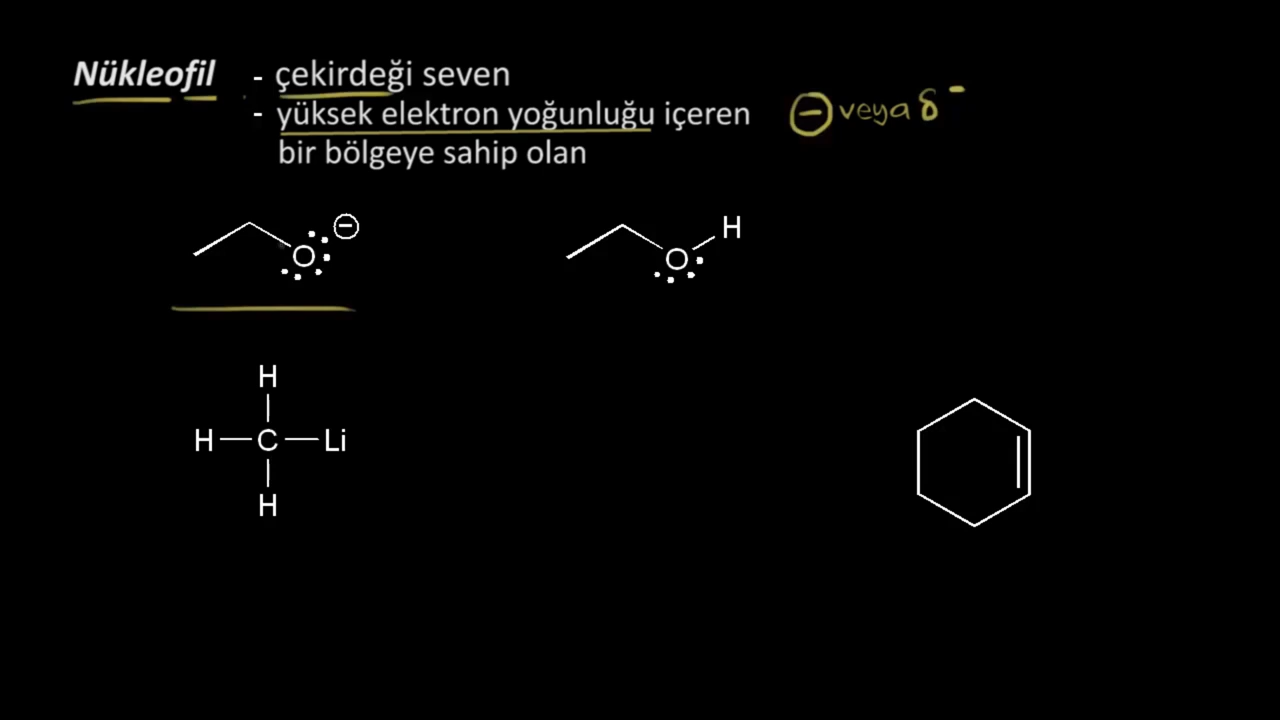 Nükleofil - çekirdeği seven
- yüksek elektron yoğunluğu içeren
bir bölgeye sahip olan
− veya δ −
O −
O H
H
H C Li
H